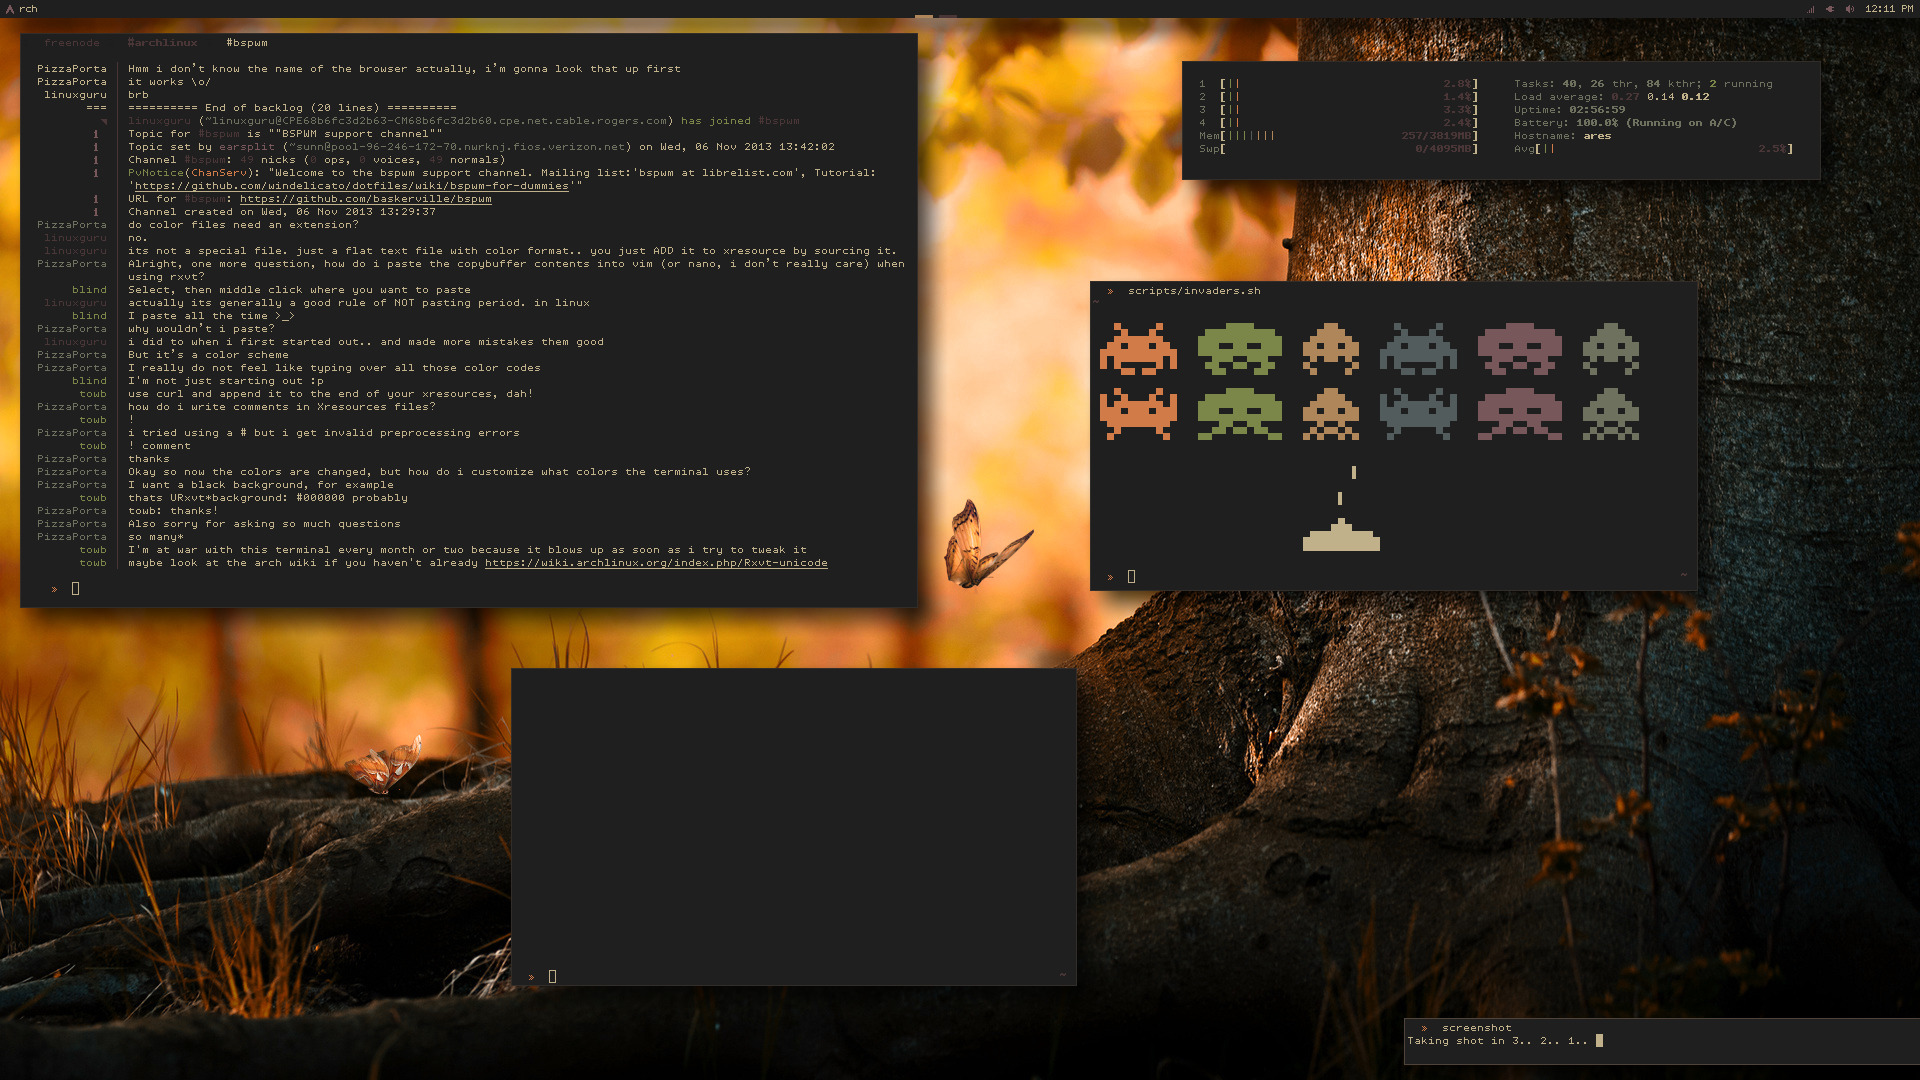 rch
12:11 PM
freenode #archlinux #bspwm
PizzaPorta Hmm i don't know the name of the browser actually, i'm gonna look that up first
PizzaPorta it works \o/
linuxguru brb
=== ========== End of backlog (20 lines) ==========
linuxguru (~linuxguru@CPE68b6fc3d2b63-CM68b6fc3d2b60.cpe.net.cable.rogers.com) has joined #bspwm
i Topic for #bspwm is ""BSPWM support channel""
i Topic set by earsplit (~sunn@pool-96-246-172-70.nwrknj.fios.verizon.net) on Wed, 06 Nov 2013 13:42:02
i Channel #bspwm: 49 nicks (0 ops, 0 voices, 49 normals)
i PvNotice(ChanServ): "Welcome to the bspwm support channel. Mailing list:'bspwm at librelist.com', Tutorial:
'https://github.com/windelicato/dotfiles/wiki/bspwm-for-dummies'"
i URL for #bspwm: https://github.com/baskerville/bspwm
i Channel created on Wed, 06 Nov 2013 13:29:37
PizzaPorta do color files need an extension?
linuxguru no.
linuxguru its not a special file. just a flat text file with color format.. you just ADD it to xresource by sourcing it.
PizzaPorta Alright, one more question, how do i paste the copybuffer contents into vim (or nano, i don't really care) when
using rxvt?
blind Select, then middle click where you want to paste
linuxguru actually its generally a good rule of NOT pasting period. in linux
blind I paste all the time >_>
PizzaPorta why wouldn't i paste?
linuxguru i did to when i first started out.. and made more mistakes them good
PizzaPorta But it's a color scheme
PizzaPorta I really do not feel like typing over all those color codes
blind I'm not just starting out :p
towb use curl and append it to the end of your xresources, dah!
PizzaPorta how do i write comments in Xresources files?
towb !
PizzaPorta i tried using a # but i get invalid preprocessing errors
towb ! comment
PizzaPorta thanks
PizzaPorta Okay so now the colors are changed, but how do i customize what colors the terminal uses?
PizzaPorta I want a black background, for example
towb thats URxvt*background: #000000 probably
PizzaPorta towb: thanks!
PizzaPorta Also sorry for asking so much questions
PizzaPorta so many*
towb I'm at war with this terminal every month or two because it blows up as soon as i try to tweak it
towb maybe look at the arch wiki if you haven't already https://wiki.archlinux.org/index.php/Rxvt-unicode
»
1 [|| 2.8%]
2 [|| 1.4%]
3 [|| 3.3%]
4 [|| 2.4%]
Mem[||||||| 257/3819MB]
Swp[ 0/4095MB]
Tasks: 40, 26 thr, 84 kthr; 2 running
Load average: 0.27 0.14 0.12
Uptime: 02:56:59
Battery: 100.0% (Running on A/C)
Hostname: ares
Avg[|| 2.5%]
» scripts/invaders.sh
~
» ~
» ~
» screenshot
Taking shot in 3.. 2.. 1..